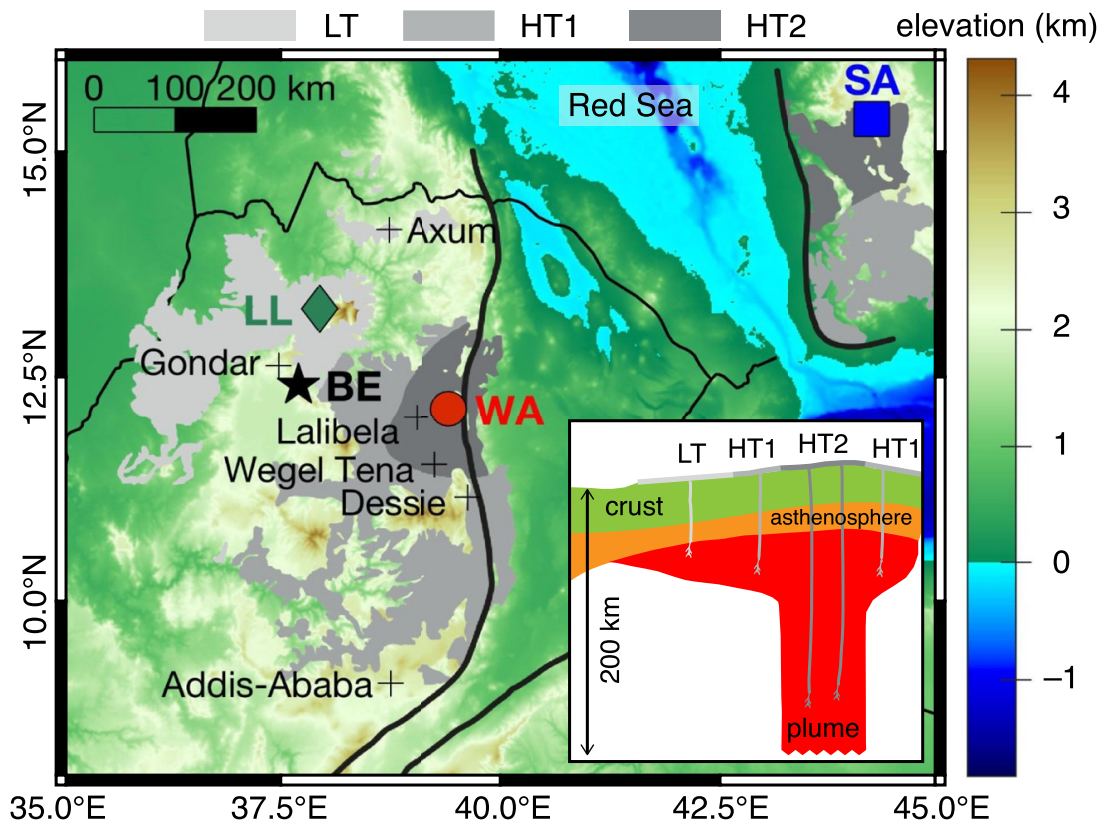 LT HT1 HT2 elevation (km)
0 100 200 km
Red Sea
SA
Axum
LL
Gondar
BE
WA
Lalibela
Wegel Tena
Dessie
Addis-Ababa
LT HT1 HT2 HT1
crust
asthenosphere
200 km
plume
15.0°N
12.5°N
10.0°N
35.0°E 37.5°E 40.0°E 42.5°E 45.0°E
4
3
2
1
0
−1